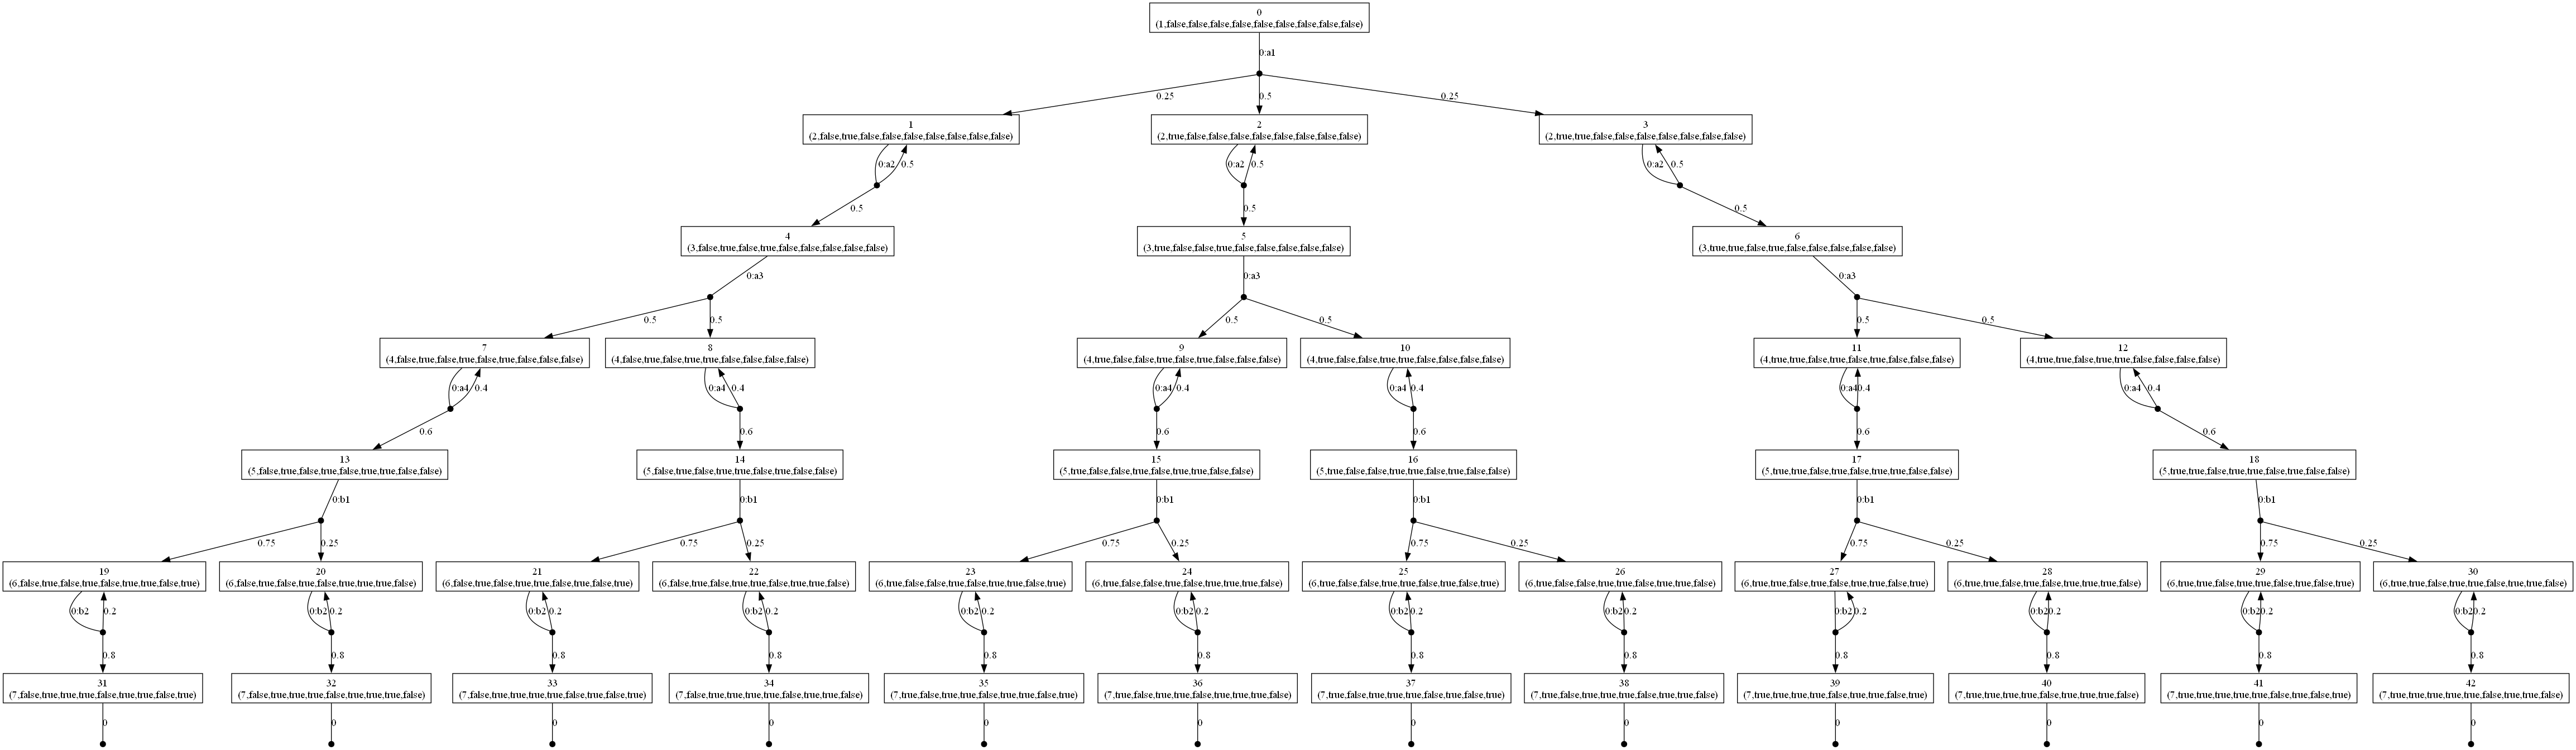 0
(1,false,false,false,false,false,false,false,false,false)
0:a1
0.25
0.5
0.25
1
(2,false,true,false,false,false,false,false,false,false)
2
(2,true,false,false,false,false,false,false,false,false)
3
(2,true,true,false,false,false,false,false,false,false)
0:a2
0.5
0:a2
0.5
0:a2
0.5
0.5
0.5
0.5
4
(3,false,true,false,true,false,false,false,false,false)
5
(3,true,false,false,true,false,false,false,false,false)
6
(3,true,true,false,true,false,false,false,false,false)
0:a3
0:a3
0:a3
0.5
0.5
0.5
0.5
0.5
0.5
7
(4,false,true,false,true,false,true,false,false,false)
8
(4,false,true,false,true,true,false,false,false,false)
9
(4,true,false,false,true,false,true,false,false,false)
10
(4,true,false,false,true,true,false,false,false,false)
11
(4,true,true,false,true,false,true,false,false,false)
12
(4,true,true,false,true,true,false,false,false,false)
0:a4
0.4
0:a4
0.4
0:a4
0.4
0:a4
0.4
0:a4
0.4
0:a4
0.4
0.6
0.6
0.6
0.6
0.6
0.6
13
(5,false,true,false,true,false,true,true,false,false)
14
(5,false,true,false,true,true,false,true,false,false)
15
(5,true,false,false,true,false,true,true,false,false)
16
(5,true,false,false,true,true,false,true,false,false)
17
(5,true,true,false,true,false,true,true,false,false)
18
(5,true,true,false,true,true,false,true,false,false)
0:b1
0:b1
0:b1
0:b1
0:b1
0:b1
0.75
0.25
0.75
0.25
0.75
0.25
0.75
0.25
0.75
0.25
0.75
0.25
19
(6,false,true,false,true,false,true,true,false,true)
20
(6,false,true,false,true,false,true,true,true,false)
21
(6,false,true,false,true,true,false,true,false,true)
22
(6,false,true,false,true,true,false,true,true,false)
23
(6,true,false,false,true,false,true,true,false,true)
24
(6,true,false,false,true,false,true,true,true,false)
25
(6,true,false,false,true,true,false,true,false,true)
26
(6,true,false,false,true,true,false,true,true,false)
27
(6,true,true,false,true,false,true,true,false,true)
28
(6,true,true,false,true,false,true,true,true,false)
29
(6,true,true,false,true,true,false,true,false,true)
30
(6,true,true,false,true,true,false,true,true,false)
0:b2
0.2
0:b2
0.2
0:b2
0.2
0:b2
0.2
0:b2
0.2
0:b2
0.2
0:b2
0.2
0:b2
0.2
0:b2
0.2
0:b2
0.2
0:b2
0.2
0:b2
0.2
0.8
0.8
0.8
0.8
0.8
0.8
0.8
0.8
0.8
0.8
0.8
0.8
31
(7,false,true,true,true,false,true,true,false,true)
32
(7,false,true,true,true,false,true,true,true,false)
33
(7,false,true,true,true,true,false,true,false,true)
34
(7,false,true,true,true,true,false,true,true,false)
35
(7,true,false,true,true,false,true,true,false,true)
36
(7,true,false,true,true,false,true,true,true,false)
37
(7,true,false,true,true,true,false,true,false,true)
38
(7,true,false,true,true,true,false,true,true,false)
39
(7,true,true,true,true,false,true,true,false,true)
40
(7,true,true,true,true,false,true,true,true,false)
41
(7,true,true,true,true,true,false,true,false,true)
42
(7,true,true,true,true,true,false,true,true,false)
0
0
0
0
0
0
0
0
0
0
0
0